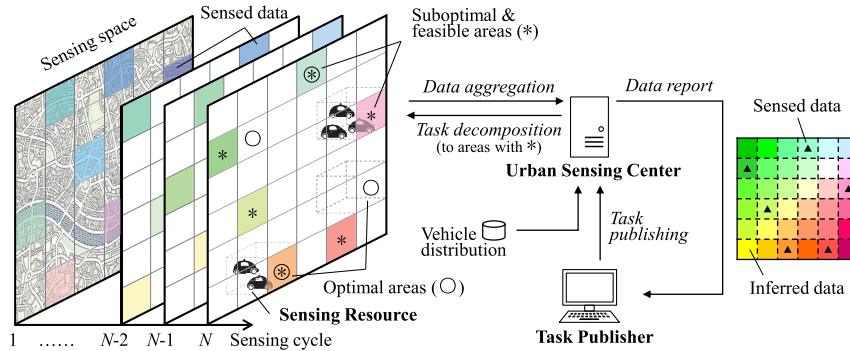 Sensing space
Sensed data
Suboptimal &
feasible areas (*)
Data aggregation
Task decomposition
(to areas with *)
Data report
Urban Sensing Center
Sensed data
Vehicle
distribution
Task
publishing
Optimal areas (○)
Sensing Resource
Task Publisher
Inferred data
1 ...... N-2 N-1 N Sensing cycle